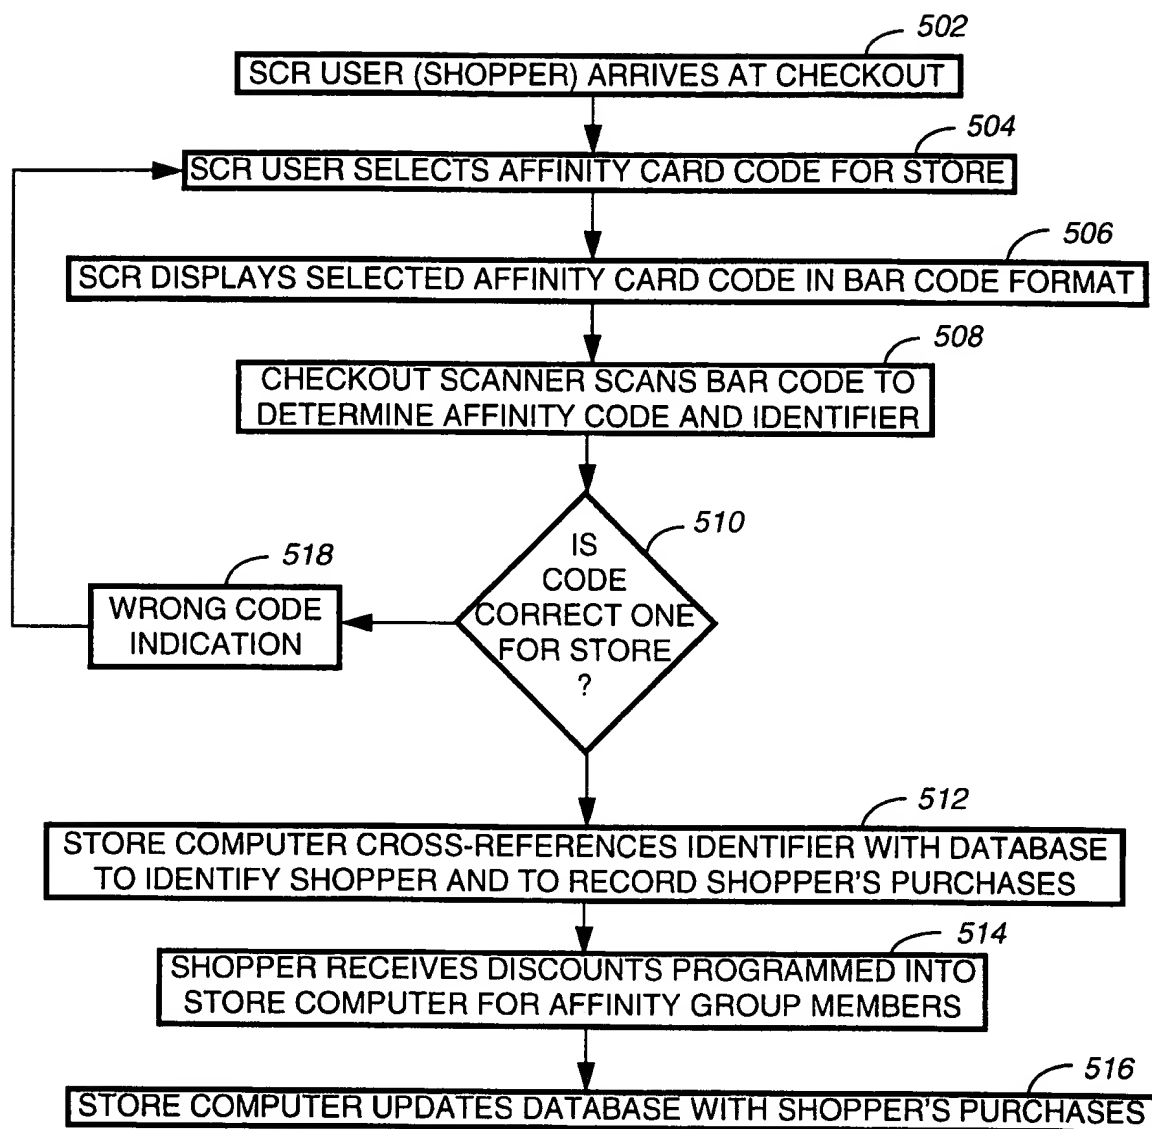 502
SCR USER (SHOPPER) ARRIVES AT CHECKOUT
504
SCR USER SELECTS AFFINITY CARD CODE FOR STORE
506
SCR DISPLAYS SELECTED AFFINITY CARD CODE IN BAR CODE FORMAT
508
CHECKOUT SCANNER SCANS BAR CODE TO
DETERMINE AFFINITY CODE AND IDENTIFIER
510
IS
CODE
CORRECT ONE
FOR STORE
?
518
WRONG CODE
INDICATION
512
STORE COMPUTER CROSS-REFERENCES IDENTIFIER WITH DATABASE
TO IDENTIFY SHOPPER AND TO RECORD SHOPPER'S PURCHASES
514
SHOPPER RECEIVES DISCOUNTS PROGRAMMED INTO
STORE COMPUTER FOR AFFINITY GROUP MEMBERS
516
STORE COMPUTER UPDATES DATABASE WITH SHOPPER'S PURCHASES